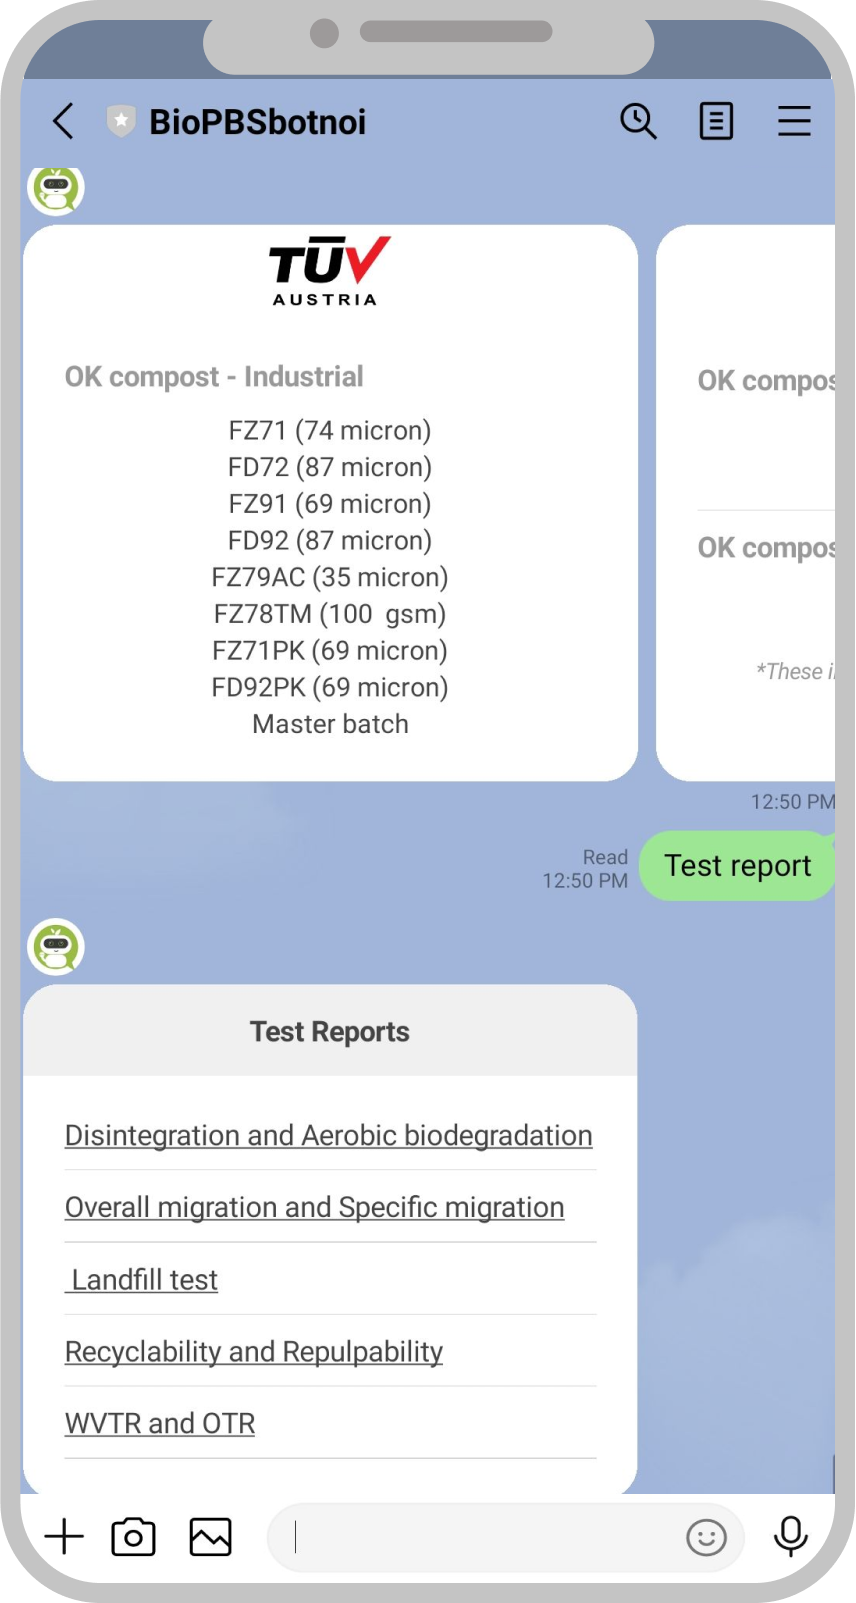 BioPBSbotnoi
TÜV
AUSTRIA
OK compost - Industrial
FZ71 (74 micron)
FD72 (87 micron)
FZ91 (69 micron)
FD92 (87 micron)
FZ79AC (35 micron)
FZ78TM (100 gsm)
FZ71PK (69 micron)
FD92PK (69 micron)
Master batch
OK compos
OK compos
*These i
12:50 PM
Read
12:50 PM
Test report
Test Reports
Disintegration and Aerobic biodegradation
Overall migration and Specific migration
Landfill test
Recyclability and Repulpability
WVTR and OTR